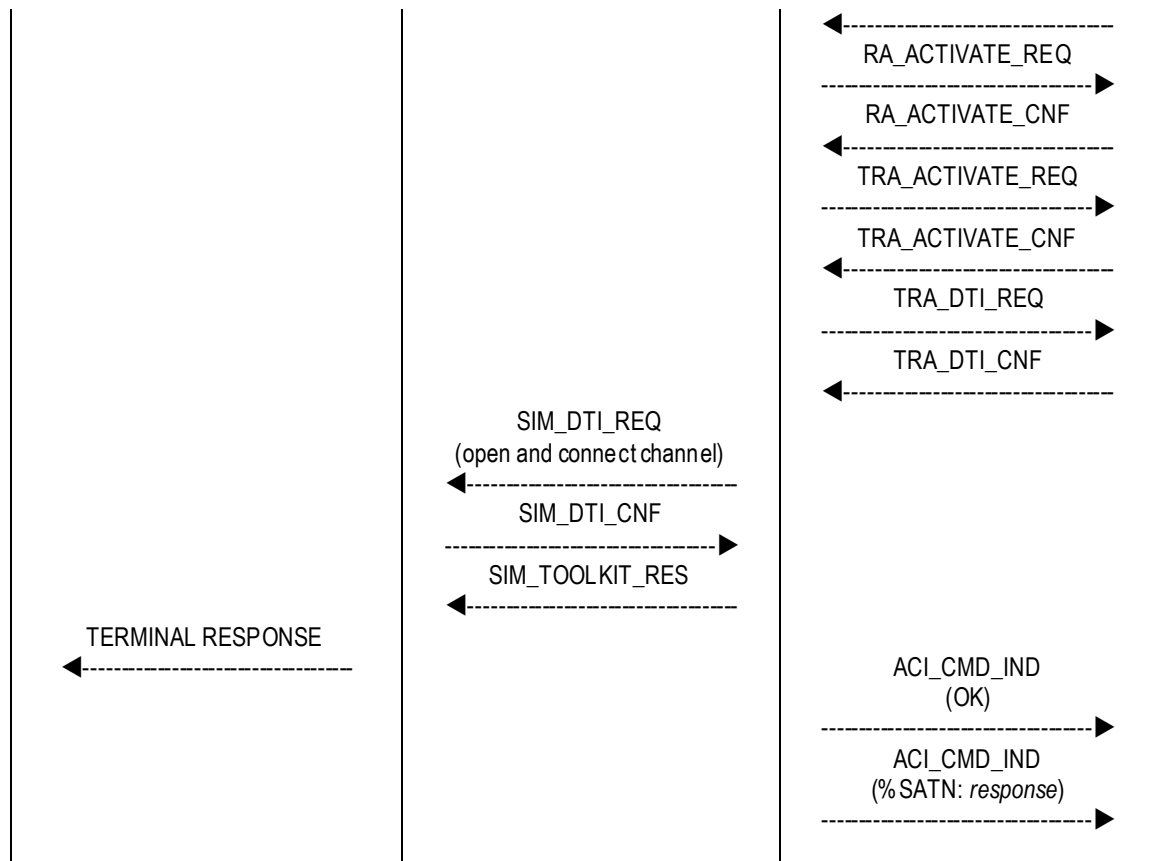 RA_ACTIVATE_REQ
RA_ACTIVATE_CNF
TRA_ACTIVATE_REQ
TRA_ACTIVATE_CNF
TRA_DTI_REQ
TRA_DTI_CNF
SIM_DTI_REQ
(open and connect channel)
SIM_DTI_CNF
SIM_TOOLKIT_RES
TERMINAL RESPONSE
ACI_CMD_IND
(OK)
ACI_CMD_IND
(%SATN: response)